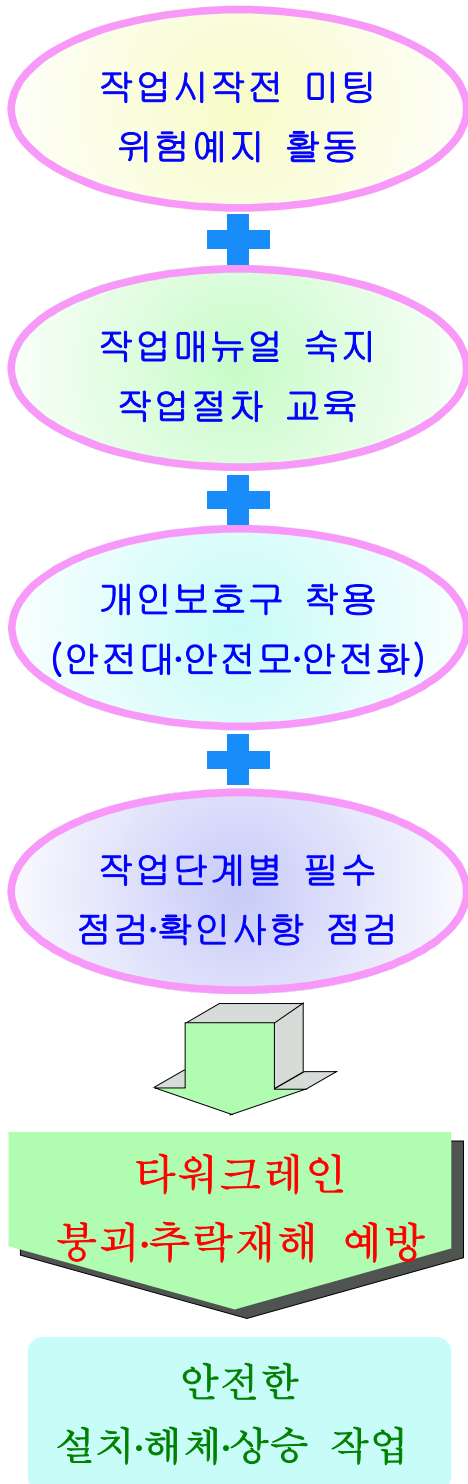 작업시작전 미팅
위험예지 활동
작업매뉴얼 숙지
작업절차 교육
개인보호구 착용
(안전대·안전모·안전화)
작업단계별 필수
점검·확인사항 점검
타워크레인
붕괴·추락재해 예방
안전한
설치·해체·상승 작업